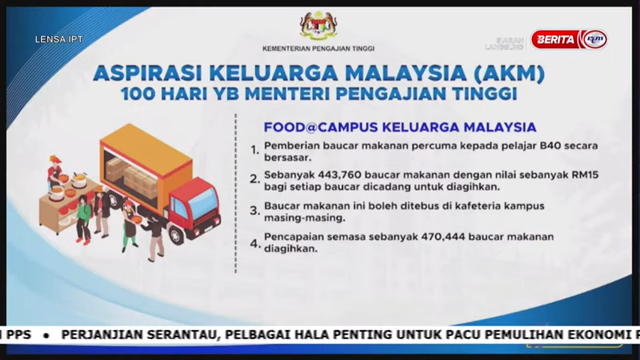 LENSA IPT
SIARAN
LANGSUNG
BERITA
KEMENTERIAN PENGAJIAN TINGGI
ASPIRASI KELUARGA MALAYSIA (AKM)
100 HARI YB MENTERI PENGAJIAN TINGGI
FOOD@CAMPUS KELUARGA MALAYSIA
1. Pemberian baucar makanan percuma kepada pelajar B40 secara
bersasar.
2. Sebanyak 443,760 baucar makanan dengan nilai sebanyak RM15
bagi setiap baucar dicadang untuk diagihkan.
3. Baucar makanan ini boleh ditebus di kafeteria kampus
masing-masing.
4. Pencapaian semasa sebanyak 470,444 baucar makanan
diagihkan.
PPS • PERJANJIAN SERANTAU, PELBAGAI HALA PENTING UNTUK PACU PEMULIHAN EKONOMI